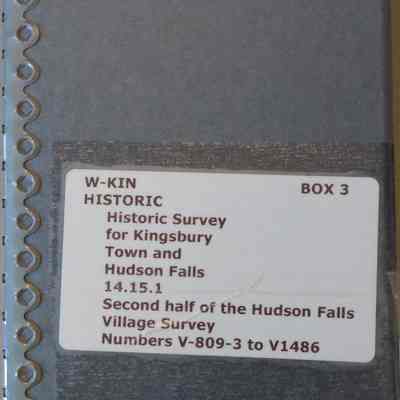 W-KIN BOX 3
HISTORIC
Historic Survey
for Kingsbury
Town and
Hudson Falls
14.15.1
Second half of the Hudson Falls
Village Survey
Numbers V-809-3 to V1486